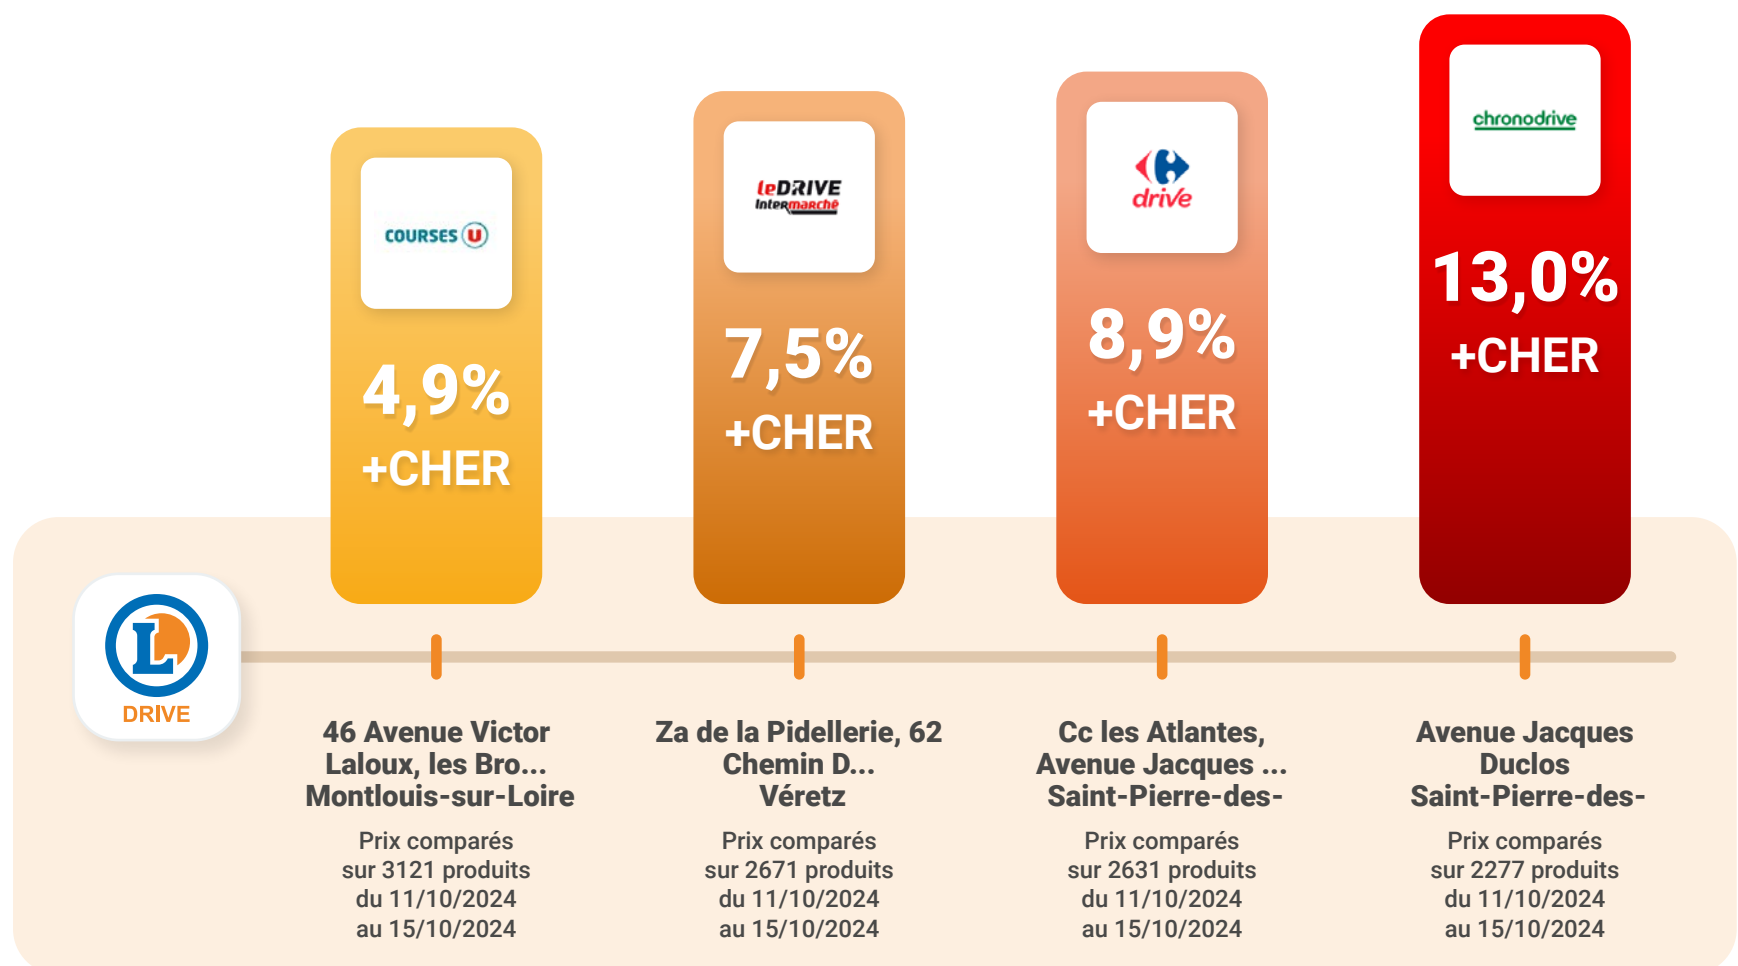 COURSES U
4,9%
+CHER
leDRIVE
Intermarché
7,5%
+CHER
drive
8,9%
+CHER
chronodrive
13,0%
+CHER
L
DRIVE
46 Avenue Victor
Laloux, les Bro...
Montlouis-sur-Loire
Prix comparés
sur 3121 produits
du 11/10/2024
au 15/10/2024
Za de la Pidellerie, 62
Chemin D...
Véretz
Prix comparés
sur 2671 produits
du 11/10/2024
au 15/10/2024
Cc les Atlantes,
Avenue Jacques ...
Saint-Pierre-des-
Prix comparés
sur 2631 produits
du 11/10/2024
au 15/10/2024
Avenue Jacques
Duclos
Saint-Pierre-des-
Prix comparés
sur 2277 produits
du 11/10/2024
au 15/10/2024